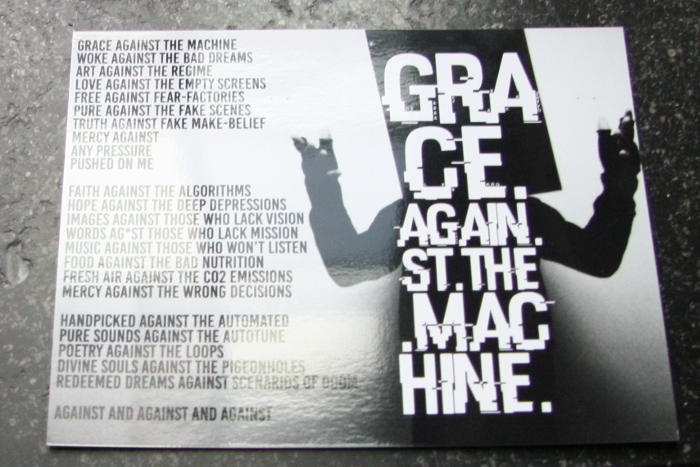 GRACE AGAINST THE MACHINE
WOKE AGAINST THE BAD DREAMS
ART AGAINST THE REGIME
LOVE AGAINST THE EMPTY SCREENS
FREE AGAINST FEAR-FACTORIES
PURE AGAINST THE FAKE SCENES
TRUTH AGAINST FAKE MAKE-BELIEF
MERCY AGAINST
ANY PRESSURE
PUSHED ON ME
FAITH AGAINST THE ALGORITHMS
HOPE AGAINST THE DEEP DEPRESSIONS
IMAGES AGAINST THOSE WHO LACK VISION
WORDS AG*ST THOSE WHO LACK MISSION
MUSIC AGAINST THOSE WHO WON'T LISTEN
FOOD AGAINST THE BAD NUTRITION
FRESH AIR AGAINST THE CO2 EMISSIONS
MERCY AGAINST THE WRONG DECISIONS
HANDPICKED AGAINST THE AUTOMATED
PURE SOUNDS AGAINST THE AUTOTUNE
POETRY AGAINST THE LOOPS
DIVINE SOULS AGAINST THE PIGEONHOLES
REDEEMED DREAMS AGAINST SCENARIOS OF DOOM
AGAINST AND AGAINST AND AGAINST
GRA
CE.
AGAIN.
ST.THE
.MAC
HINE.